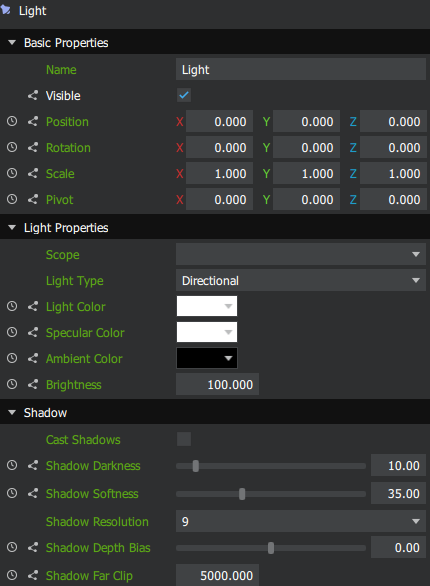 Light
Basic Properties
Name Light
Visible
Position X 0.000 Y 0.000 Z 0.000
Rotation X 0.000 Y 0.000 Z 0.000
Scale X 1.000 Y 1.000 Z 1.000
Pivot X 0.000 Y 0.000 Z 0.000
Light Properties
Scope
Light Type Directional
Light Color
Specular Color
Ambient Color
Brightness 100.000
Shadow
Cast Shadows
Shadow Darkness 10.00
Shadow Softness 35.00
Shadow Resolution 9
Shadow Depth Bias 0.00
Shadow Far Clip 5000.000